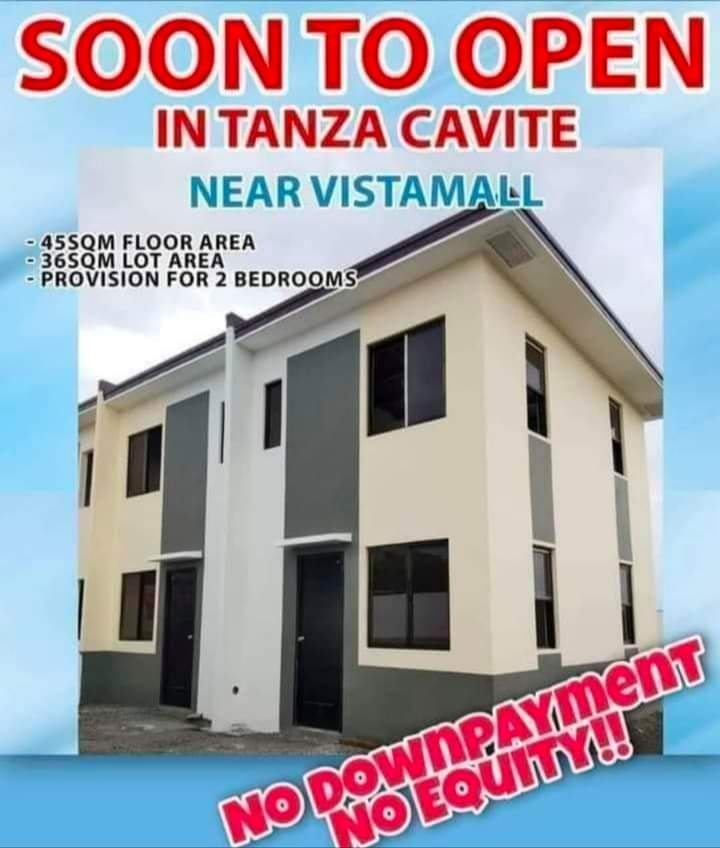 SOON TO OPEN
IN TANZA CAVITE
NEAR VISTAMALL
- 45SQM FLOOR AREA
- 36SQM LOT AREA
- PROVISION FOR 2 BEDROOMS
NO DOWNPAYMENT
NO EQUITY!!